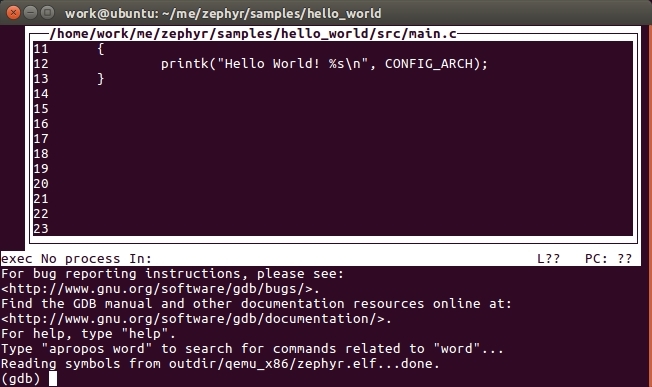 work@ubuntu: ~/me/zephyr/samples/hello_world
/home/work/me/zephyr/samples/hello_world/src/main.c
11 {
12 printk("Hello World! %s\n", CONFIG_ARCH);
13 }
14
15
16
17
18
19
20
21
22
23
exec No process In: L?? PC: ??
For bug reporting instructions, please see:
<http://www.gnu.org/software/gdb/bugs/>.
Find the GDB manual and other documentation resources online at:
<http://www.gnu.org/software/gdb/documentation/>.
For help, type "help".
Type "apropos word" to search for commands related to "word"...
Reading symbols from outdir/qemu_x86/zephyr.elf...done.
(gdb)